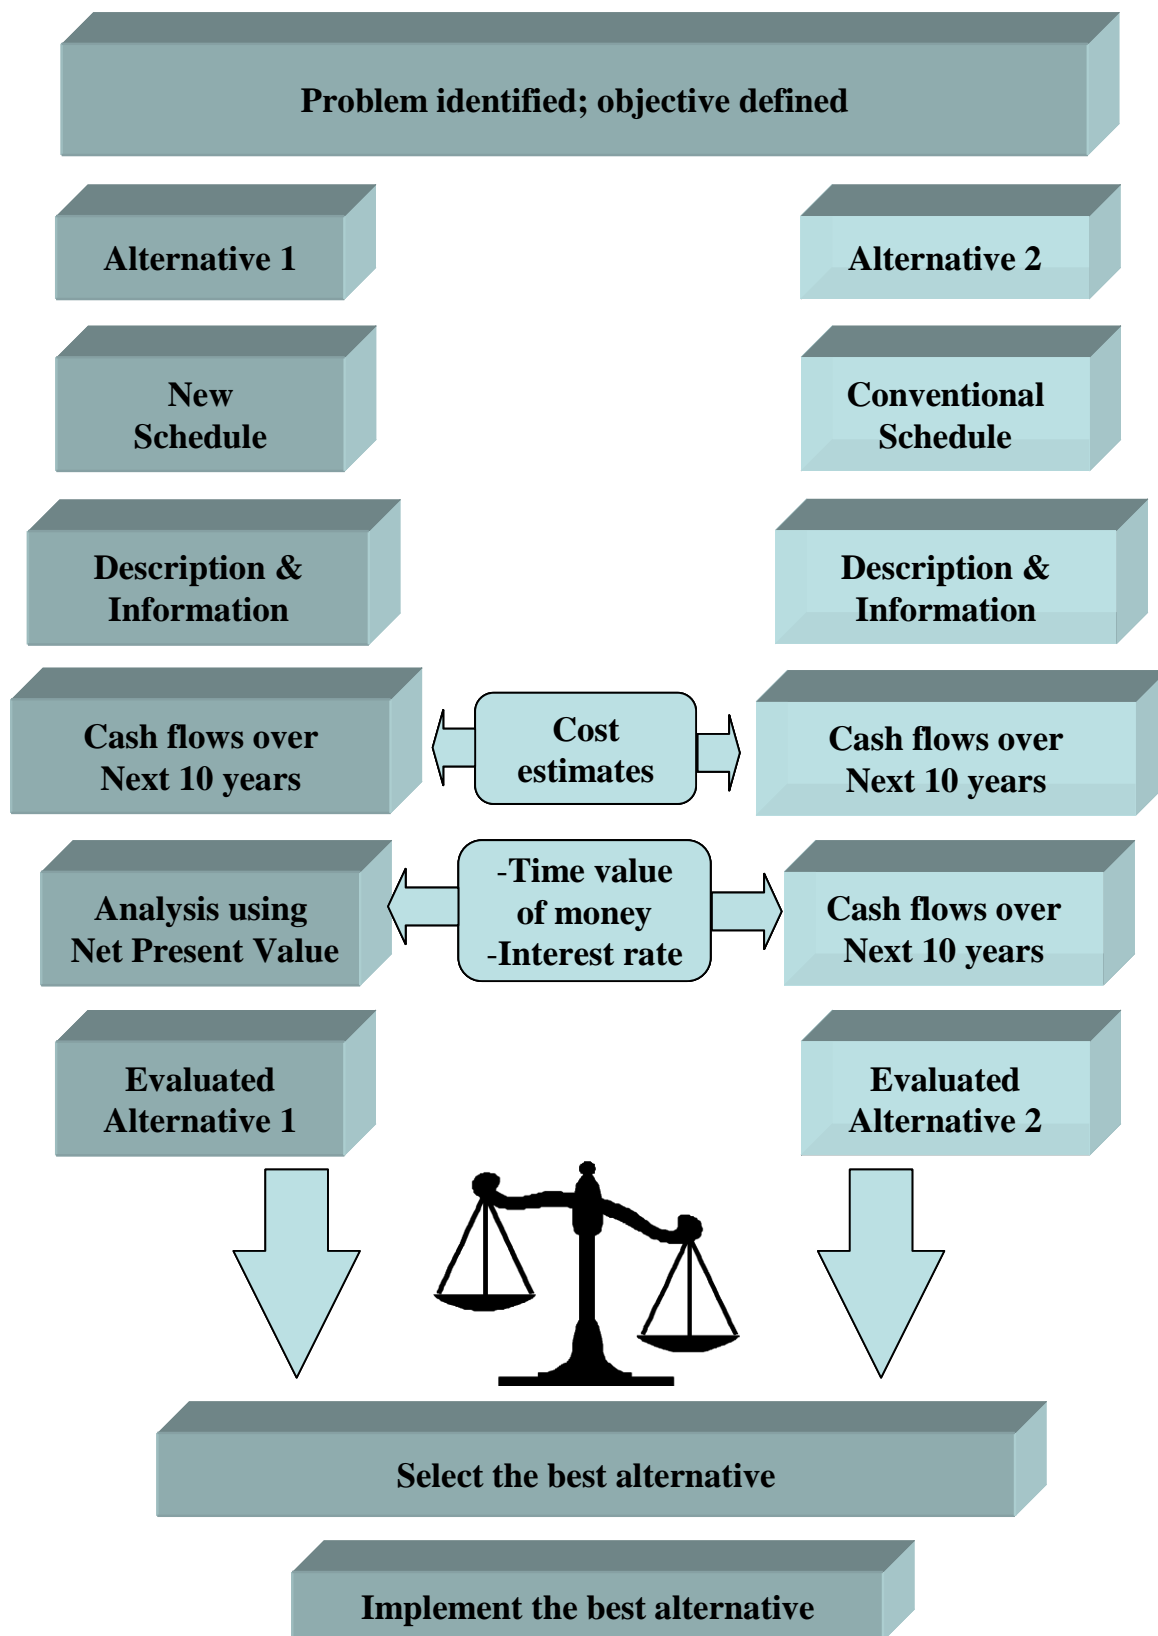 Problem identified; objective defined
Alternative 1
Alternative 2
New
Schedule
Conventional
Schedule
Description &
Information
Description &
Information
Cash flows over
Next 10 years
Cost
estimates
Cash flows over
Next 10 years
Analysis using
Net Present Value
-Time value
of money
-Interest rate
Cash flows over
Next 10 years
Evaluated
Alternative 1
Evaluated
Alternative 2
Select the best alternative
Implement the best alternative